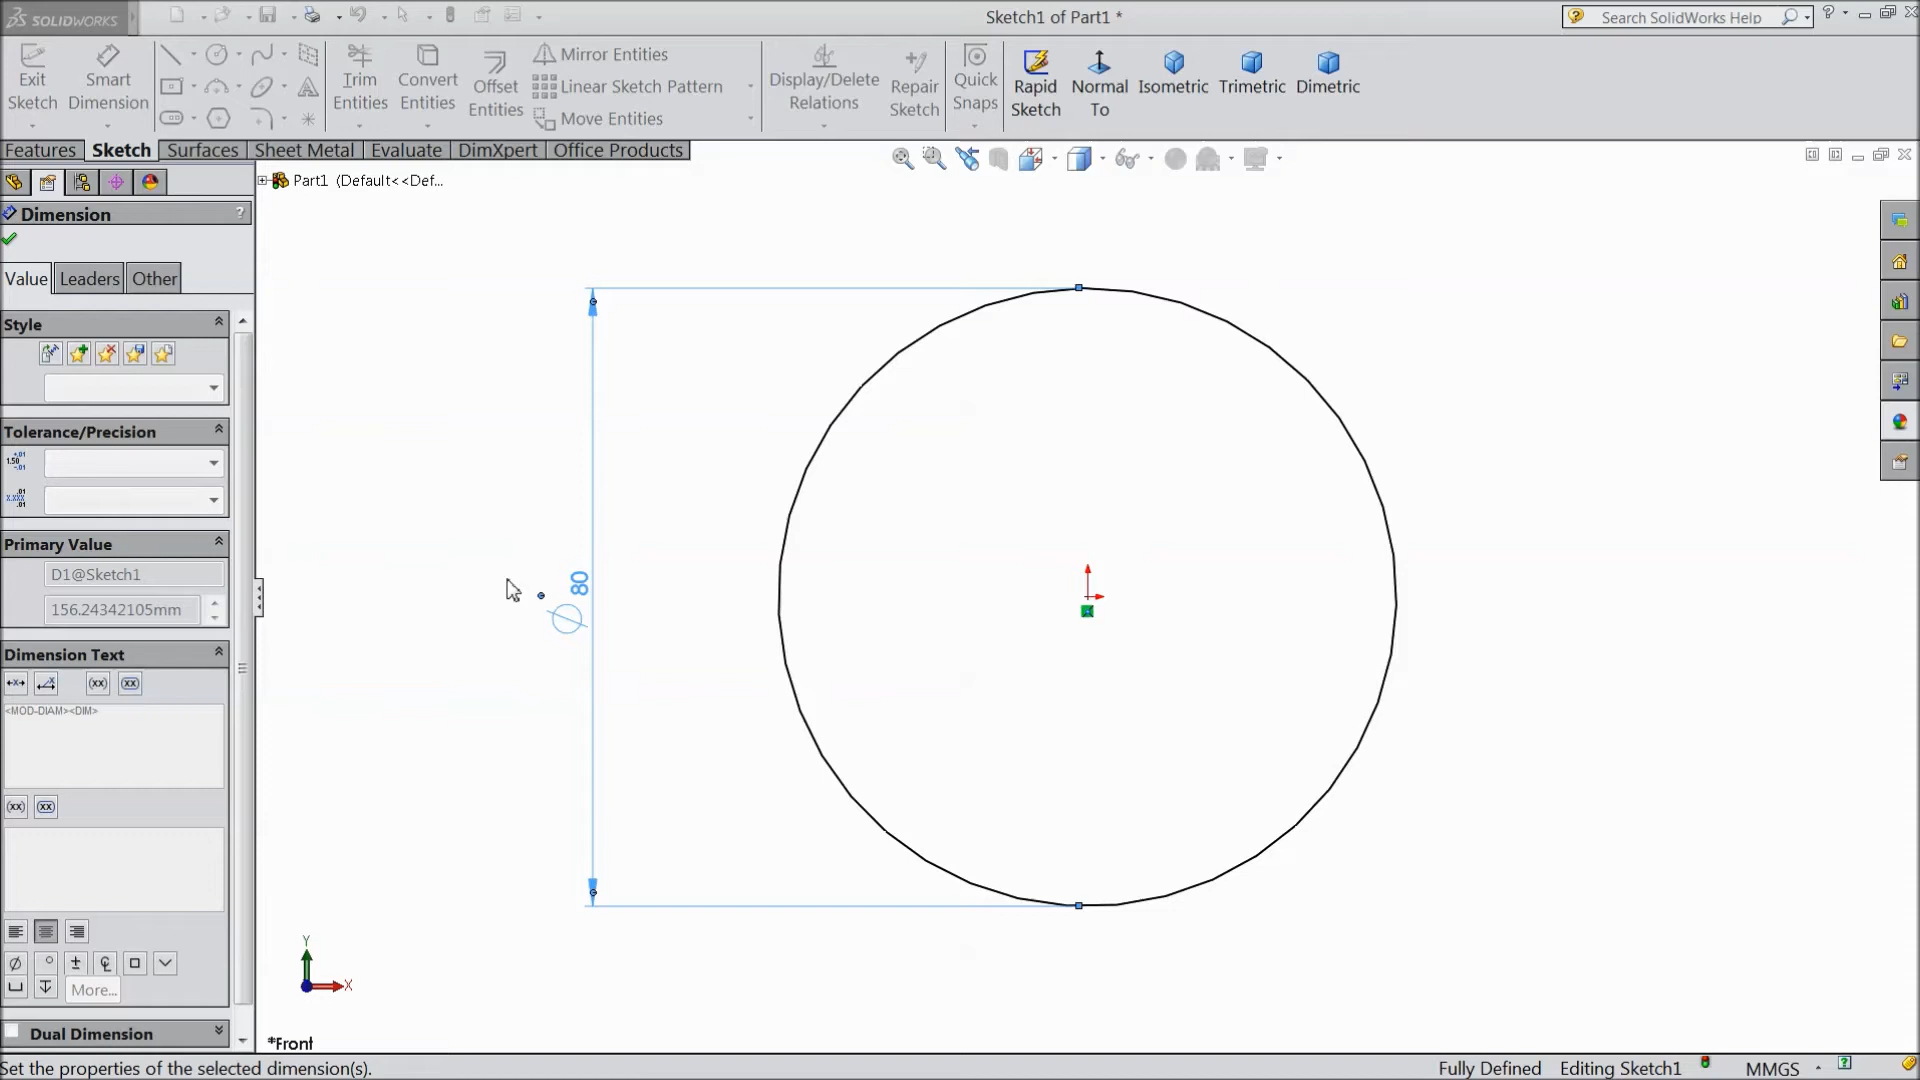 SOLIDWORKS
Sketch1 of Part1 *
Search SolidWorks Help
?
Exit Sketch
Smart Dimension
Trim Entities
Convert Entities
Offset Entities
Mirror Entities
Linear Sketch Pattern
Move Entities
Display/Delete Relations
Repair Sketch
Quick Snaps
Rapid Sketch
Normal To
Isometric
Trimetric
Dimetric
Features Sketch Surfaces Sheet Metal Evaluate DimXpert Office Products
Part1 (Default<<Def...
Dimension ?
Value Leaders Other
Style
Tolerance/Precision
Primary Value
D1@Sketch1
156.24342105mm
Dimension Text
<MOD-DIAM><DIM>
More...
Dual Dimension
∅80
Y
X
*Front
Set the properties of the selected dimension(s).
Fully Defined Editing Sketch1 MMGS